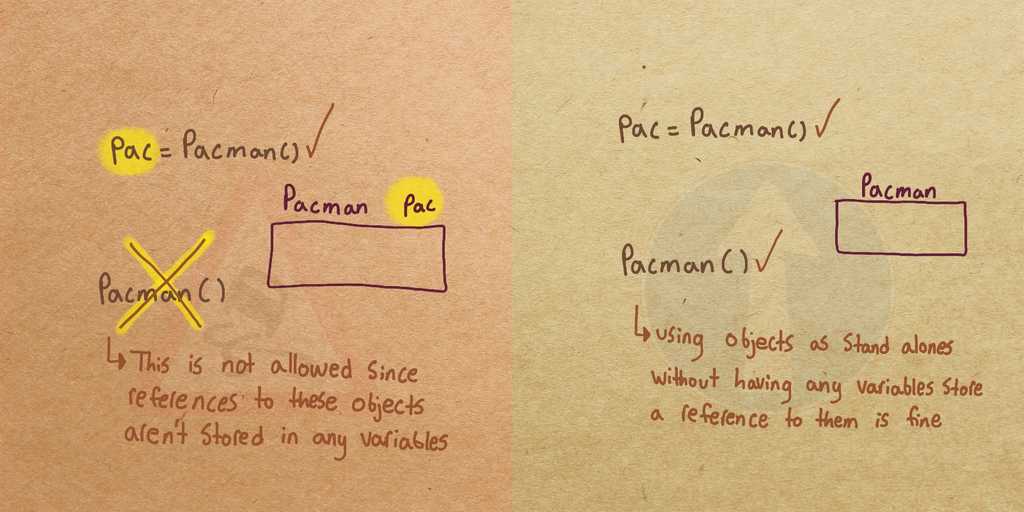 Pac = Pacman() ✓
Pacman Pac
Pacman()
↳ This is not allowed since
references to these objects
aren't stored in any variables
Pac = Pacman() ✓
Pacman
Pacman() ✓
↳ using objects as stand alones
without having any variables store
a reference to them is fine